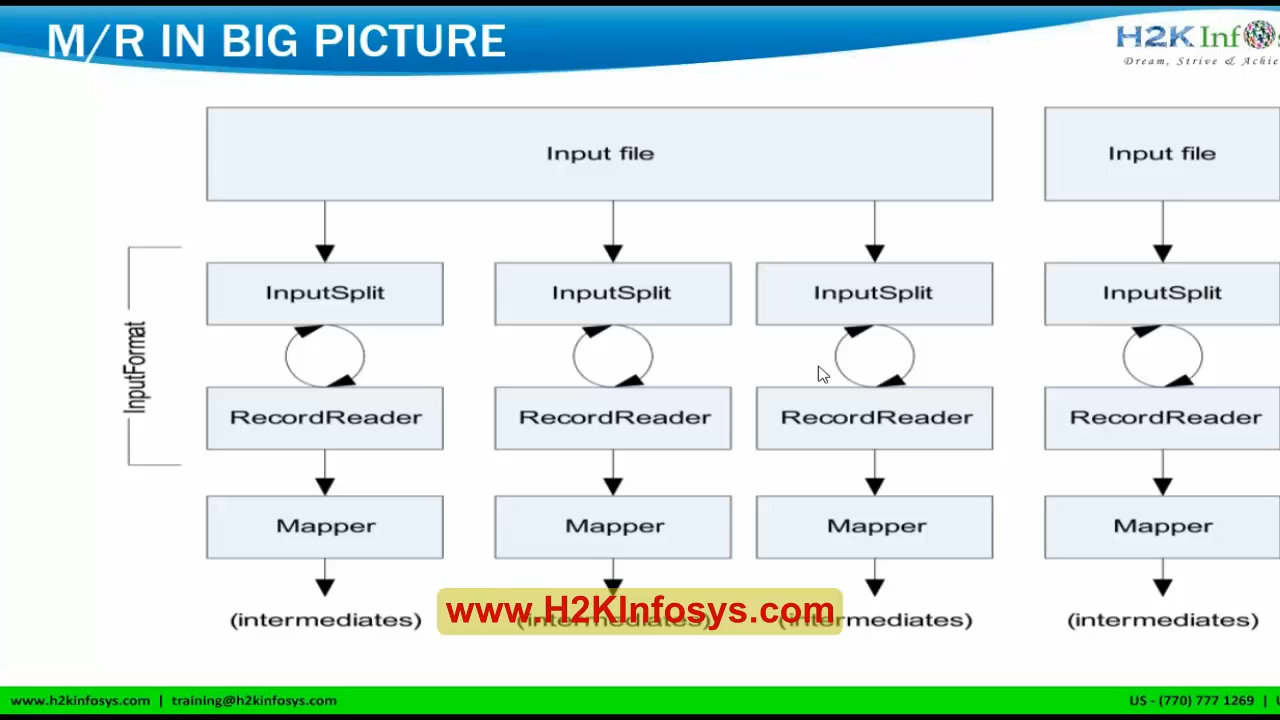 M/R IN BIG PICTURE
H2K Inf
Dream, Strive & Achie
Input file
Input file
InputSplit
InputSplit
InputSplit
InputSplit
InputFormat
RecordReader
RecordReader
RecordReader
RecordReader
Mapper
Mapper
Mapper
Mapper
(intermediates)
(intermediates)
(intermediates)
(intermediates)
www.H2KInfosys.com
www.h2kinfosys.com | training@h2kinfosys.com
US - (770) 777 1269 |